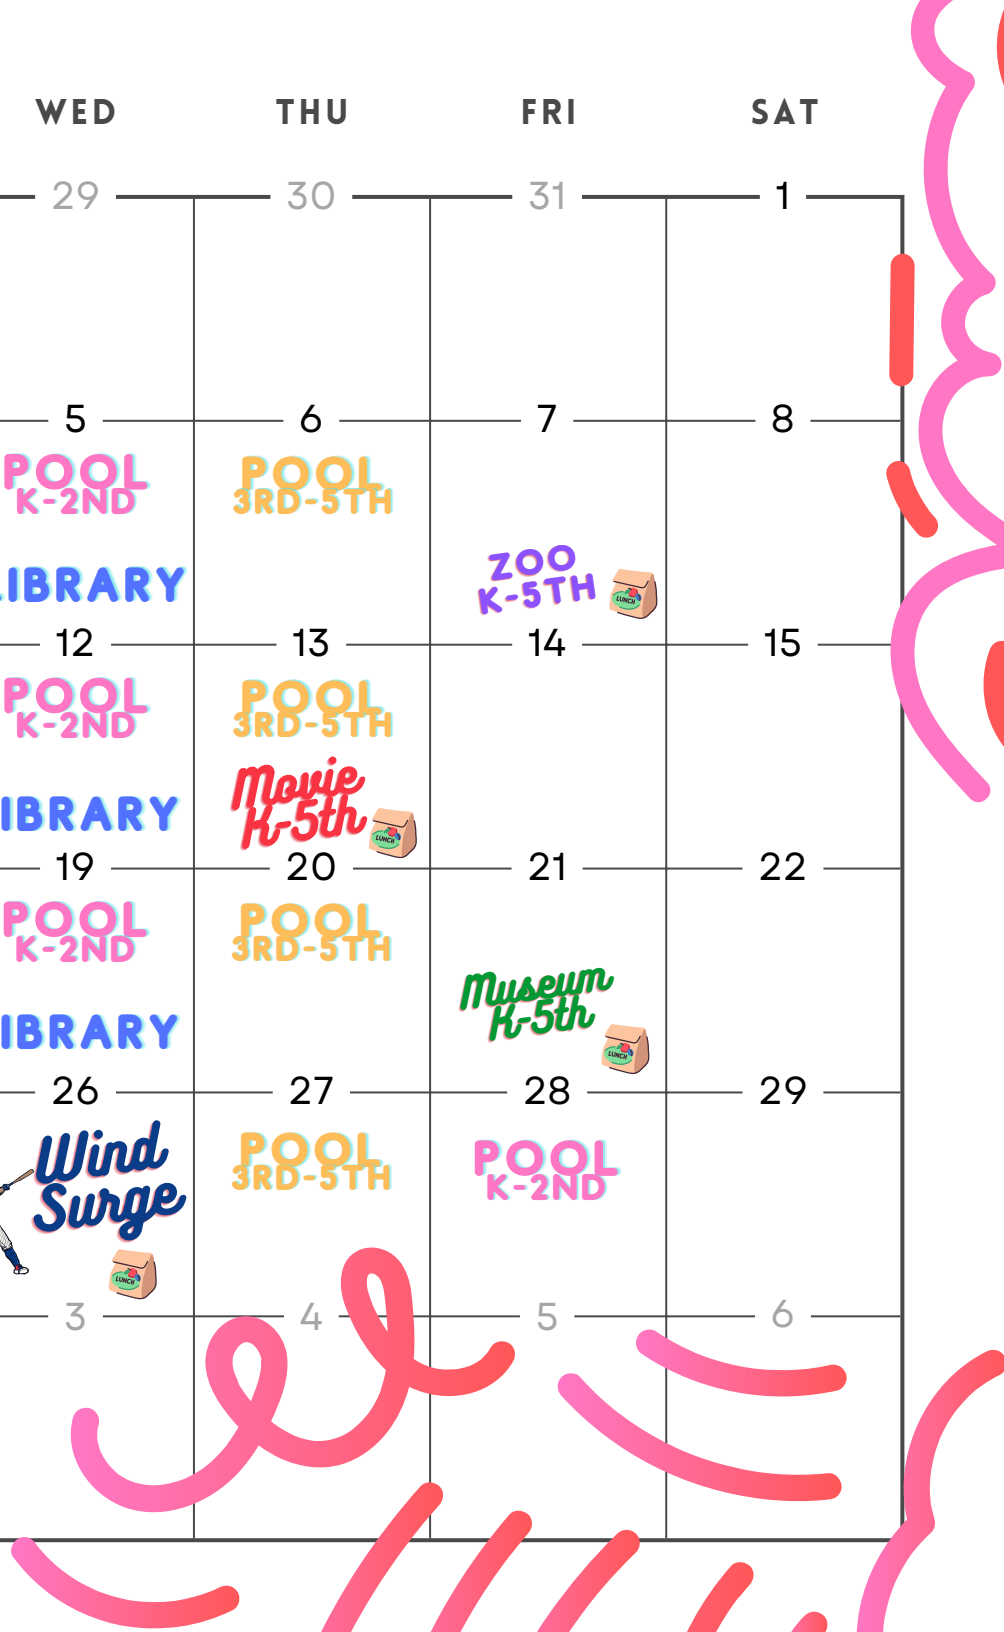 WED THU FRI SAT
29 30 31 1
5 6 7 8
POOL
K-2ND
LIBRARY
POOL
3RD-5TH
ZOO
K-5TH
LUNCH
12 13 14 15
POOL
K-2ND
IBRARY
POOL
3RD-5TH
Movie
K-5th
LUNCH
19 20 21 22
POOL
K-2ND
IBRARY
POOL
3RD-5TH
Museum
K-5th
LUNCH
26 27 28 29
Wind
Surge
LUNCH
POOL
3RD-5TH
POOL
K-2ND
3 4 5 6